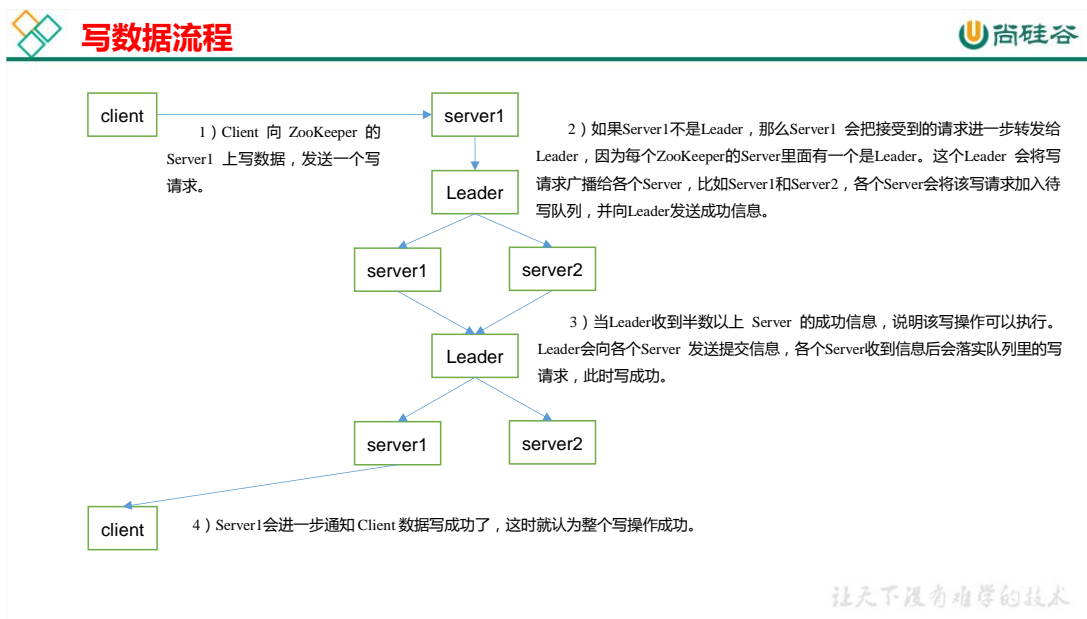 写数据流程
尚硅谷
client
server1
1）Client 向 ZooKeeper 的
Server1 上写数据，发送一个写
请求。
2）如果Server1不是Leader，那么Server1 会把接受到的请求进一步转发给
Leader，因为每个ZooKeeper的Server里面有一个是Leader。这个Leader 会将写
请求广播给各个Server，比如Server1和Server2，各个Server会将该写请求加入待
写队列，并向Leader发送成功信息。
Leader
server1
server2
3）当Leader收到半数以上 Server 的成功信息，说明该写操作可以执行。
Leader会向各个Server 发送提交信息，各个Server收到信息后会落实队列里的写
请求，此时写成功。
Leader
server1
server2
client
4）Server1会进一步通知 Client 数据写成功了，这时就认为整个写操作成功。
让天下没有难学的技术